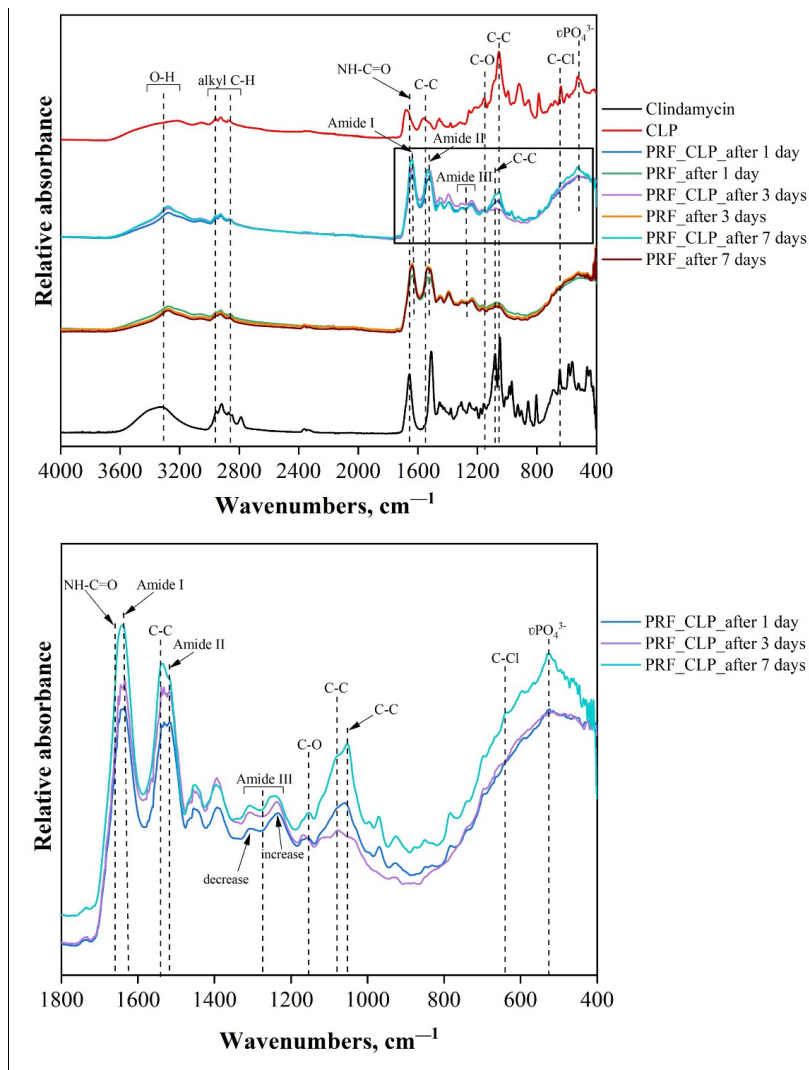 υPO₄³⁻
C-C
C-O
C-Cl
O-H
alkyl C-H
NH-C=O
C-C
Amide I
Amide II
C-C
Amide III
Clindamycin
CLP
PRF_CLP_after 1 day
PRF_after 1 day
PRF_CLP_after 3 days
PRF_after 3 days
PRF_CLP_after 7 days
PRF_after 7 days
Relative absorbance
4000 3600 3200 2800 2400 2000 1600 1200 800 400
Wavenumbers, cm⁻¹
NH-C=O
Amide I
C-C
Amide II
Amide III
C-O
C-C
C-C
C-Cl
υPO₄³⁻
decrease
increase
PRF_CLP_after 1 day
PRF_CLP_after 3 days
PRF_CLP_after 7 days
Relative absorbance
1800 1600 1400 1200 1000 800 600 400
Wavenumbers, cm⁻¹